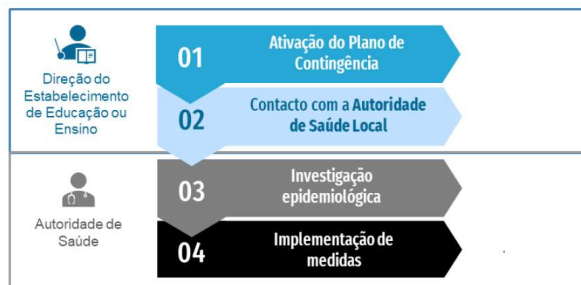 Direção do
Estabelecimento
de Educação ou
Ensino
01
Ativação do Plano de
Contingência
02
Contacto com a Autoridade
de Saúde Local
Autoridade de
Saúde
03
Investigação
epidemiológica
04
Implementação de
medidas
.